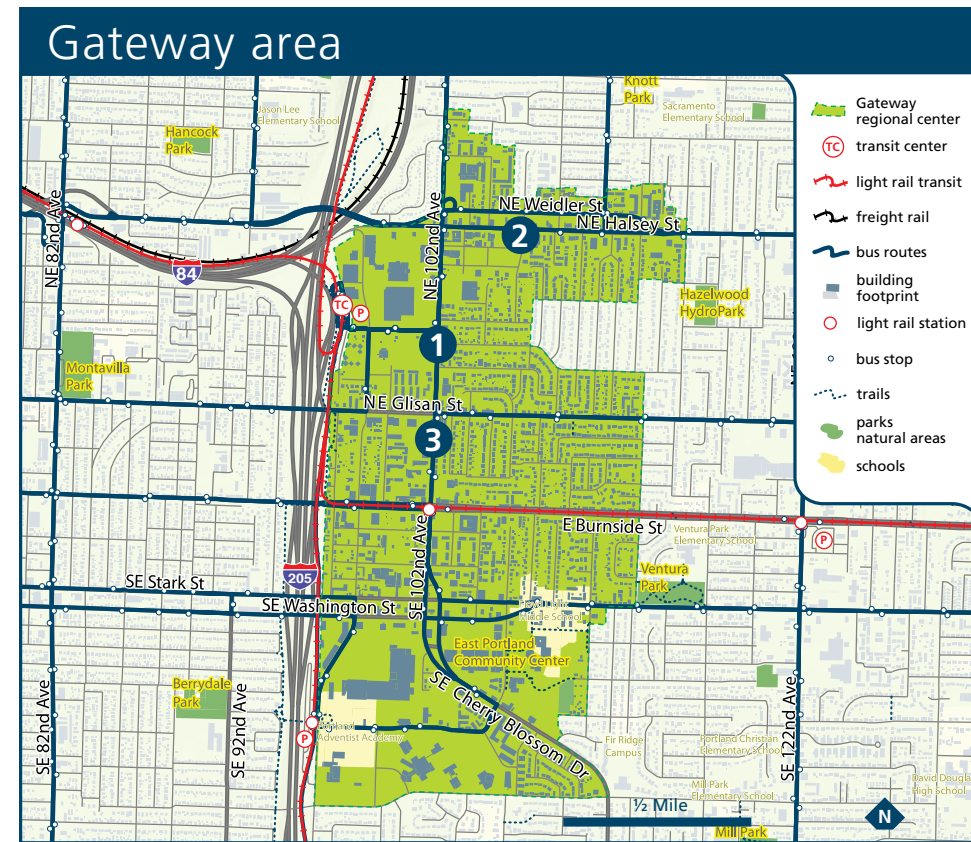 Gateway area
Knott
Park
Jason Lee
Elementary School
Sacramento
Elementary School
Hancock
Park
NE 82nd Ave
NE 102nd Ave
NE Weidler St
NE Halsey St
2
84
TC
P
Hazelwood
HydroPark
1
Montavilla
Park
NE Glisan St
3
E Burnside St
Ventura Park
Elementary School
P
SE 102nd Ave
205
SE Stark St
SE Washington St
Ventura
Park
Middle School
East Portland
Community Center
Berrydale
Park
SE 82nd Ave
SE 92nd Ave
P
Portland
Adventist Academy
SE Cherry Blossom Dr
Fir Ridge
Campus
Portland Christian
Elementary School
SE 122nd Ave
David Douglas
High School
Mill Park
Elementary School
½ Mile
Mill Park
N
Gateway
regional center
TC
transit center
light rail transit
freight rail
bus routes
building
footprint
light rail station
bus stop
trails
parks
natural areas
schools